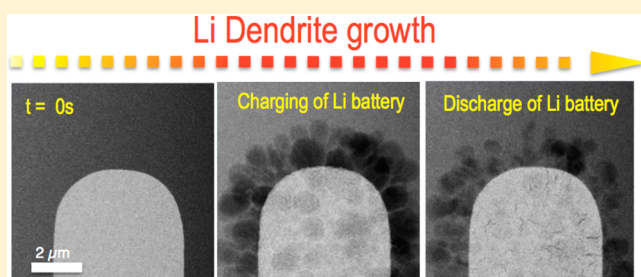 Li Dendrite growth
t = 0s
Charging of Li battery
Discharge of Li battery
2 μm